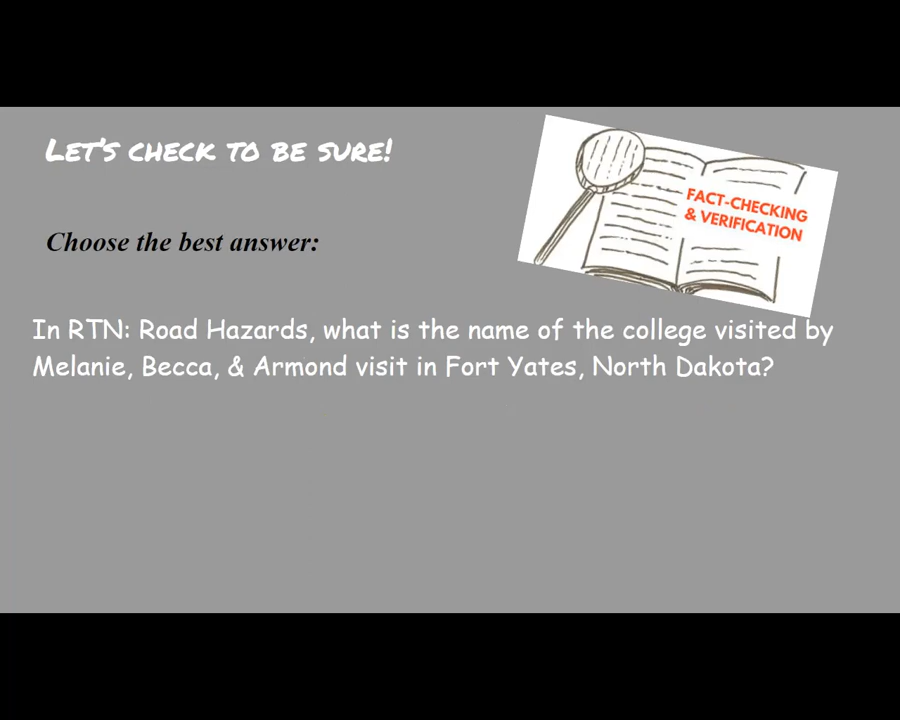 Let's check to be sure!
FACT-CHECKING
& VERIFICATION
Choose the best answer:
In RTN: Road Hazards, what is the name of the college visited by
Melanie, Becca, & Armond visit in Fort Yates, North Dakota?